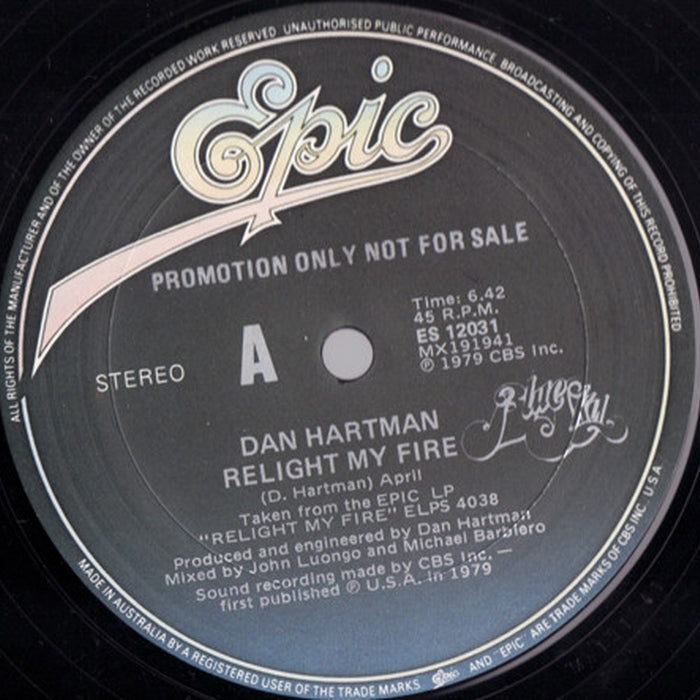 ALL RIGHTS OF THE MANUFACTURER AND OF THE OWNER OF THE RECORDED WORK RESERVED UNAUTHORISED PUBLIC PERFORMANCE, BROADCASTING AND COPYING OF THIS RECORD PROHIBITED
Epic
PROMOTION ONLY NOT FOR SALE
STEREO
A
Time: 6.42
45 R.P.M.
ES 12031
MX191941
℗ 1979 CBS Inc.
DAN HARTMAN
RELIGHT MY FIRE
(D. Hartman) April
Taken from the EPIC LP
"RELIGHT MY FIRE" ELPS 4038
Produced and engineered by Dan Hartman
Mixed by John Luongo and Michael Barbiero
Sound recording made by CBS Inc. —
first published ℗ U.S.A. in 1979
MADE IN AUSTRALIA BY A REGISTERED USER OF THE TRADE MARKS Epic AND "EPIC" ARE TRADE MARKS OF CBS INC. U.S.A.